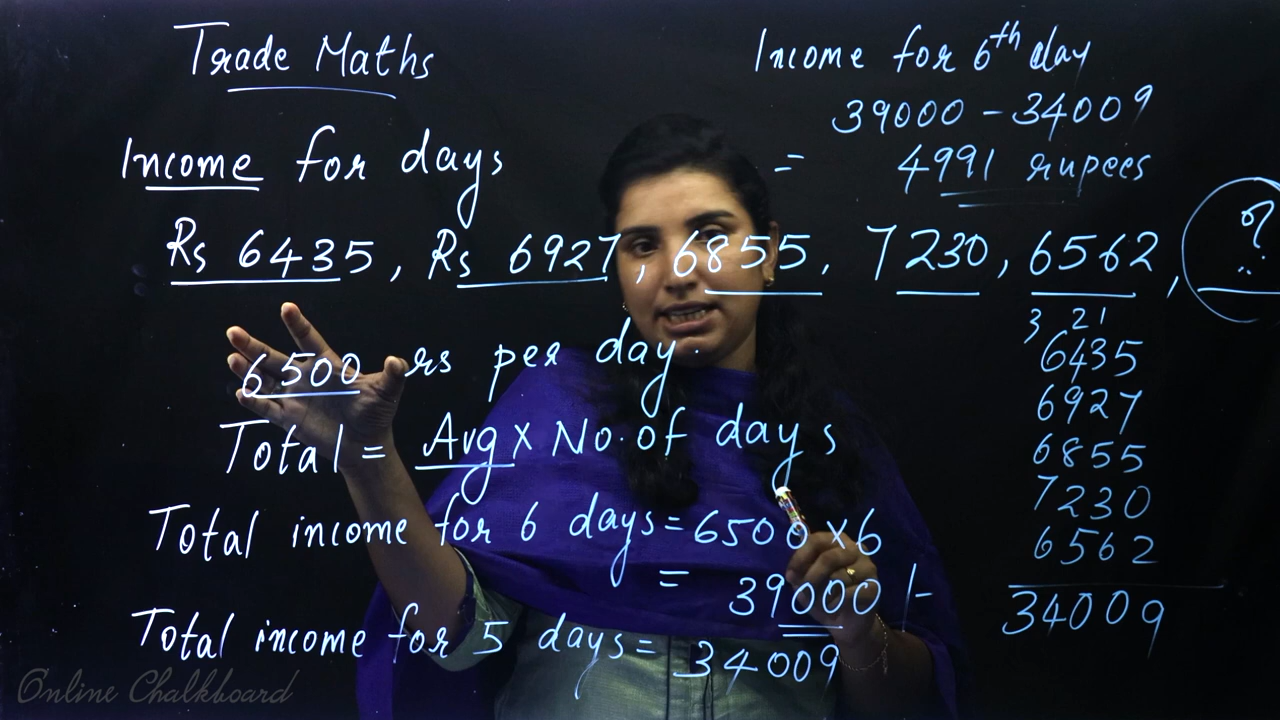 Trade Maths
Income for days
Rs 6435, Rs 6927, 6855, 7230, 6562, ?
6500 rs per day.
Total = Avg x No. of days
Total income for 6 days = 6500 x 6
= 39000 /-
Total income for 5 days = 34009
Income for 6th day
39000 - 34009
= 4991 rupees
3 2 1
6435
6927
6855
7230
6562
34009
Online Chalkboard